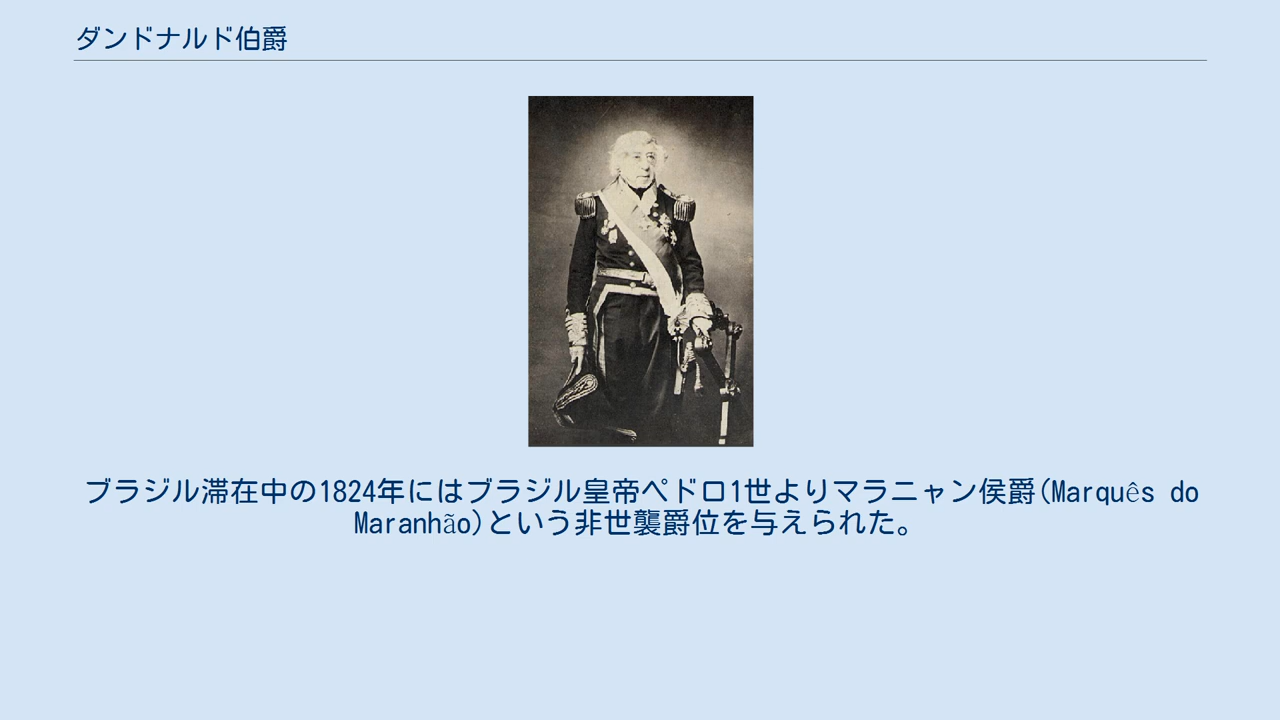 ダンドナルド伯爵
ブラジル滞在中の1824年にはブラジル皇帝ペドロ1世よりマラニャン侯爵(Marquês do
Maranhão)という非世襲爵位を与えられた。